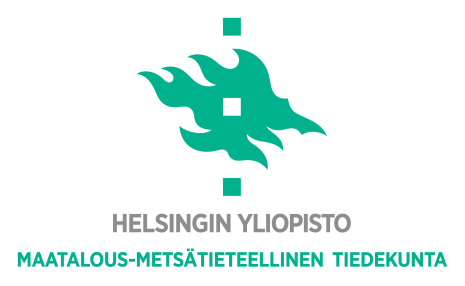 HELSINGIN YLIOPISTO
MAATALOUS-METSÄTIETEELLINEN TIEDEKUNTA